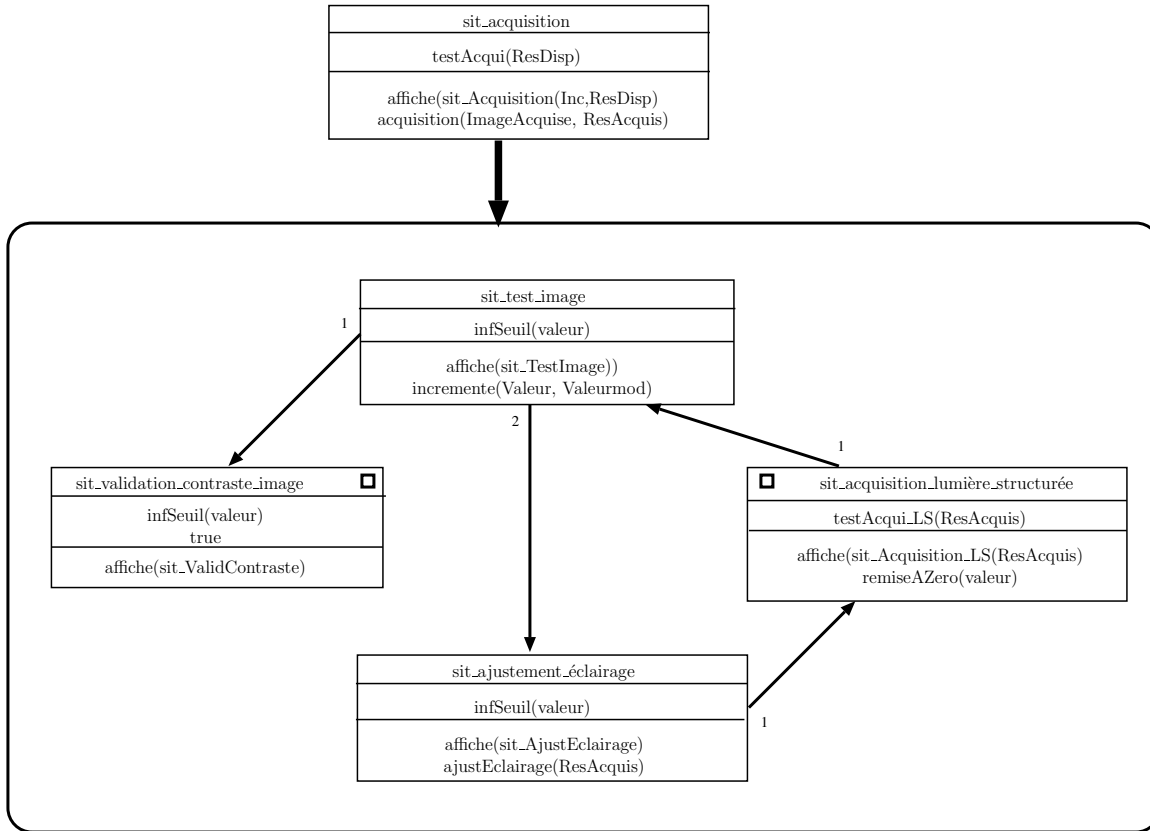 sit_acquisition
testAcqui(ResDisp)
affiche(sit_Acquisition(Inc,ResDisp)
acquisition(ImageAcquise, ResAcquis)
sit_test_image
infSeuil(valeur)
affiche(sit_TestImage))
incremente(Valeur, Valeurmod)
1
2
1
sit_validation_contraste_image
infSeuil(valeur)
true
affiche(sit_ValidContraste)
sit_acquisition_lumière_structurée
testAcqui_LS(ResAcquis)
affiche(sit_Acquisition_LS(ResAcquis)
remiseAZero(valeur)
sit_ajustement_éclairage
infSeuil(valeur)
affiche(sit_AjustEclairage)
ajustEclairage(ResAcquis)
1